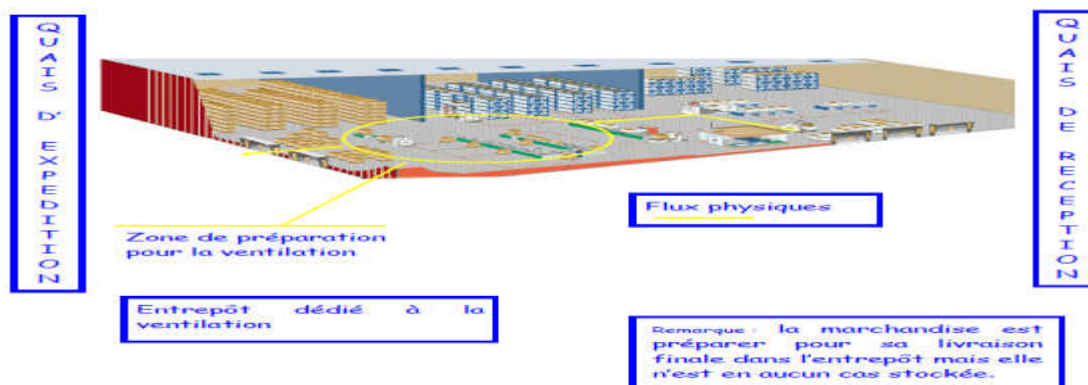 QUAIS D' EXPEDITION
QUAIS DE RECEPTION
Flux physiques
Zone de préparation
pour la ventilation
Entrepôt dédié à la
ventilation
Remarque : la marchandise est
préparer pour sa livraison
finale dans l'entrepôt mais elle
n'est en aucun cas stockée.